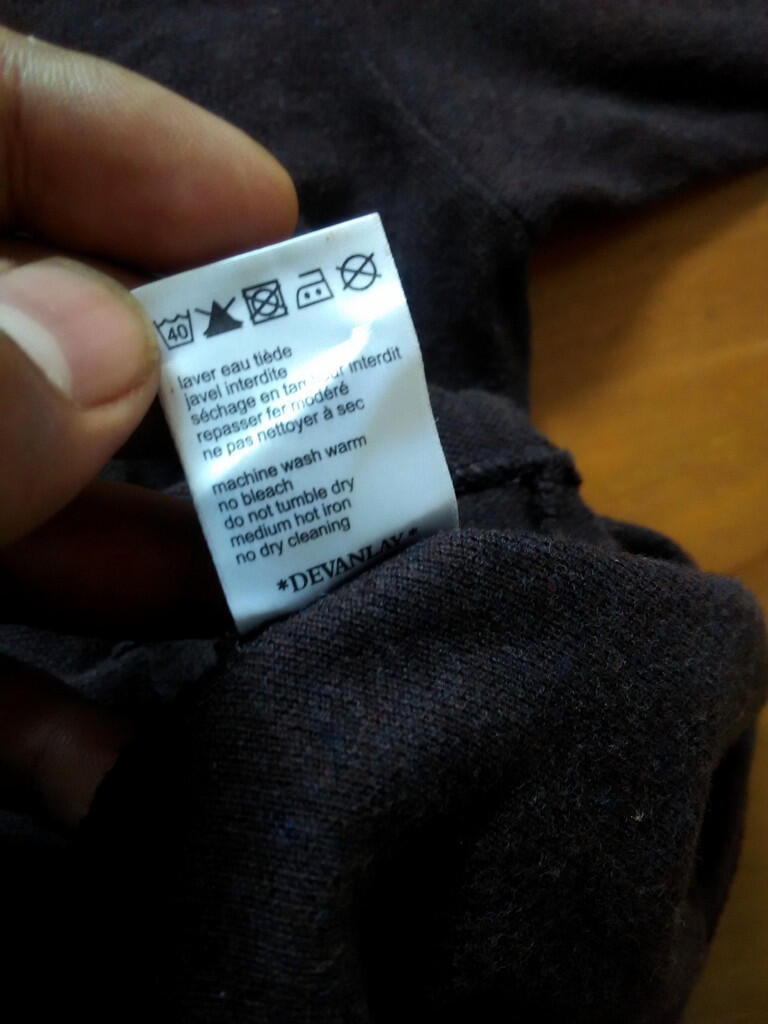 40
laver eau tiède
javel interdite
séchage en tambour interdit
repasser fer modéré
ne pas nettoyer à sec
machine wash warm
no bleach
do not tumble dry
medium hot iron
no dry cleaning
*DEVANLAY*